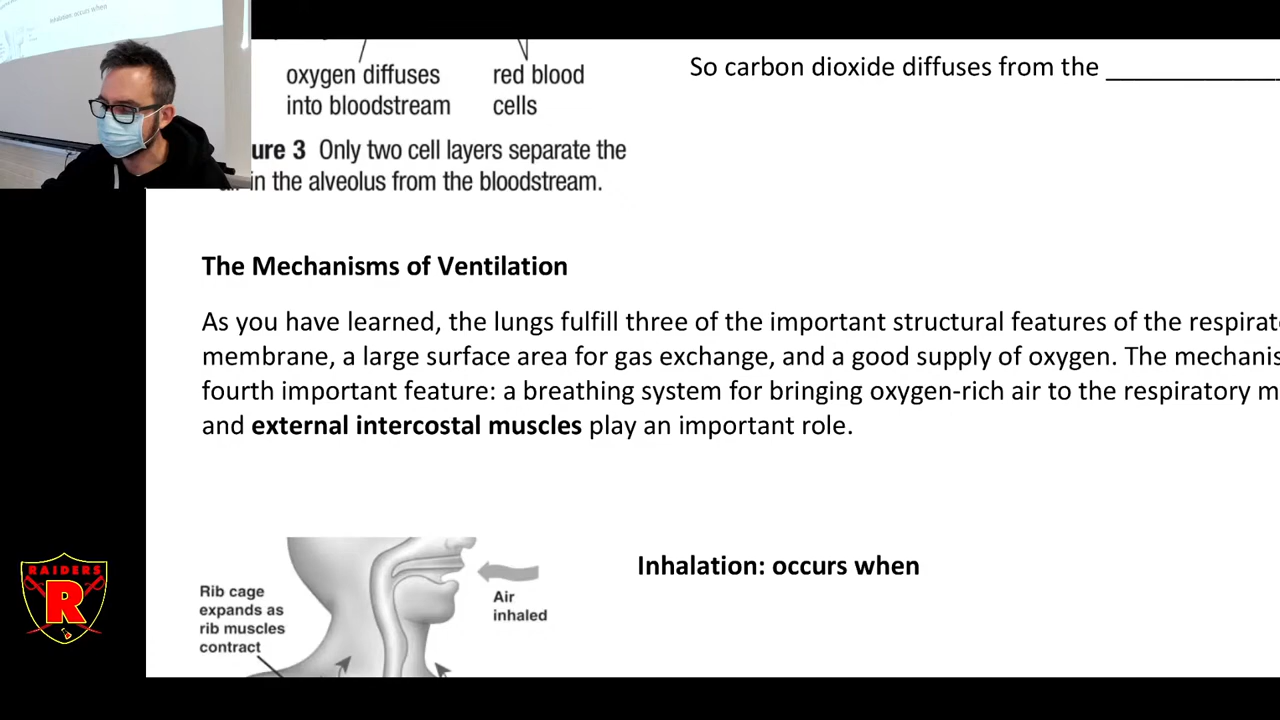 Inhalation: occurs when
oxygen diffuses
into bloodstream
red blood
cells
So carbon dioxide diffuses from the ____________
ure 3 Only two cell layers separate the
in the alveolus from the bloodstream.
The Mechanisms of Ventilation
As you have learned, the lungs fulfill three of the important structural features of the respirat
membrane, a large surface area for gas exchange, and a good supply of oxygen. The mechanis
fourth important feature: a breathing system for bringing oxygen-rich air to the respiratory m
and external intercostal muscles play an important role.
Rib cage
expands as
rib muscles
contract
Air
inhaled
Inhalation: occurs when
RAIDERS
R